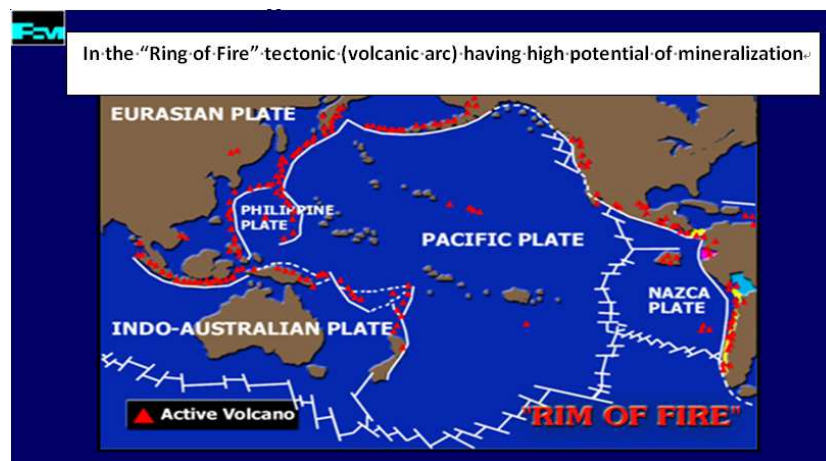 In the “Ring of Fire” tectonic (volcanic arc) having high potential of mineralization
EURASIAN PLATE
PHILIPPINE
PLATE
PACIFIC PLATE
NAZCA
PLATE
INDO-AUSTRALIAN PLATE
Active Volcano
"RIM OF FIRE"